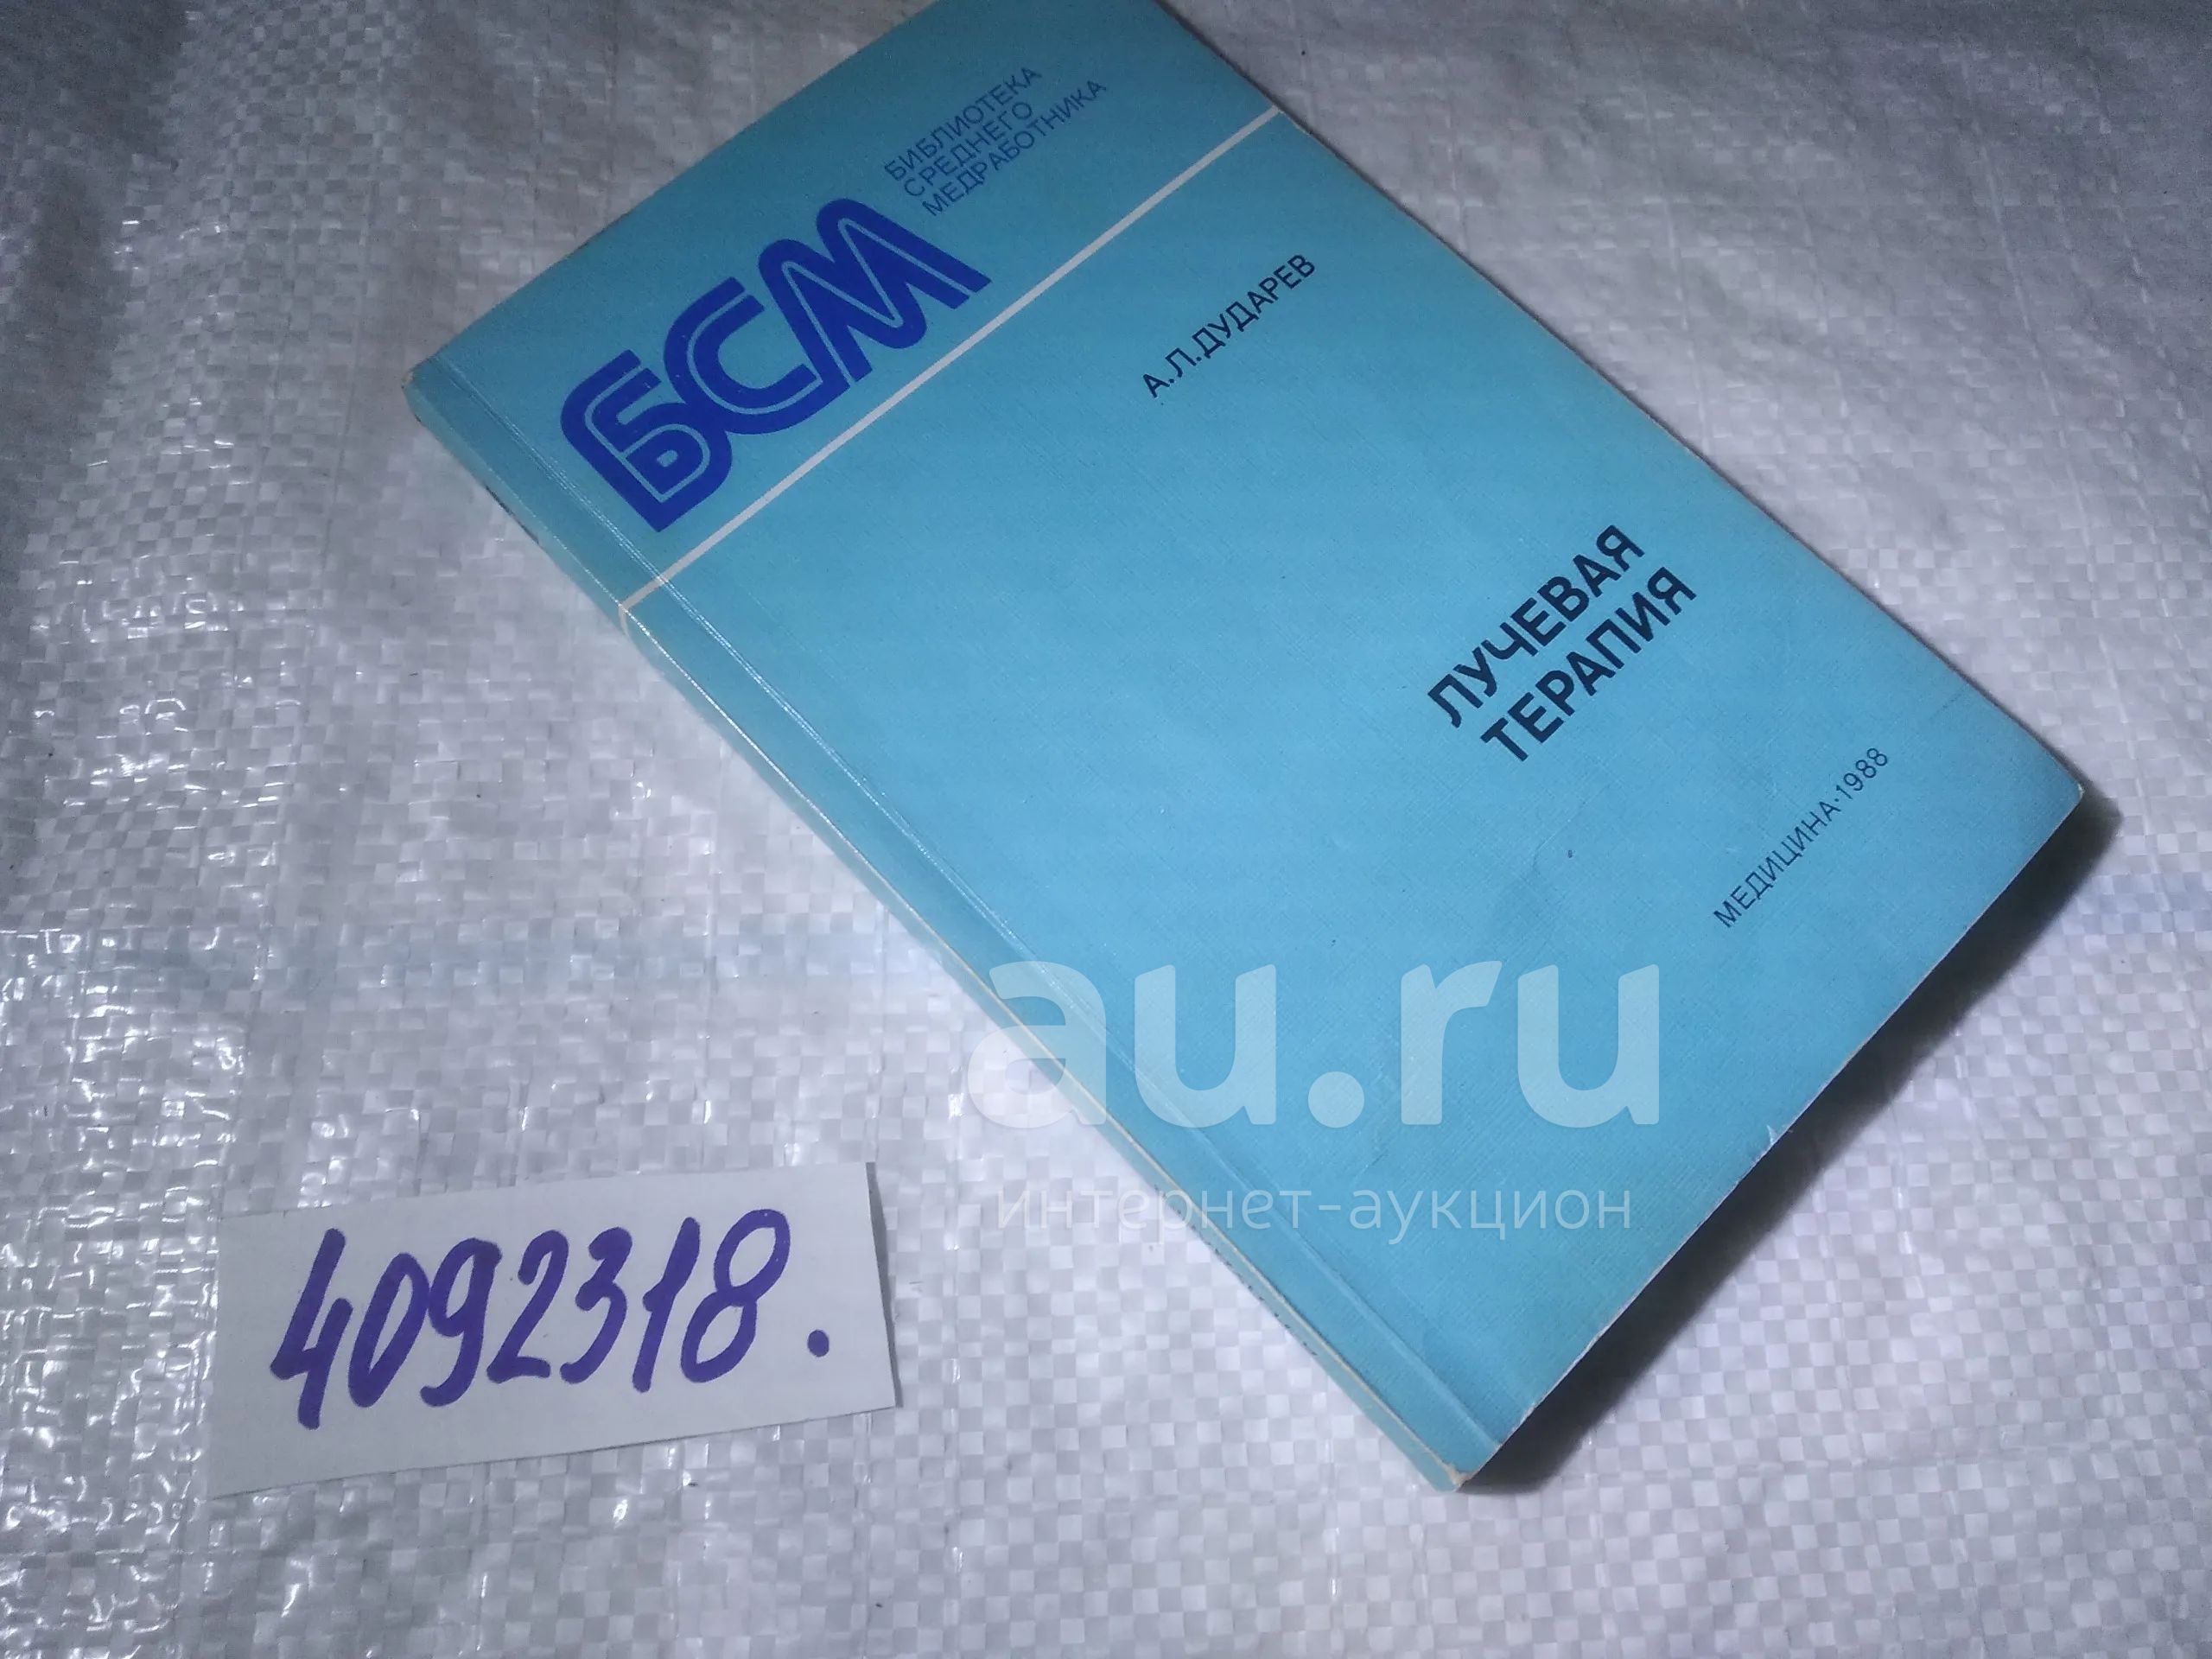 БИБЛИОТЕКА
СРЕДНЕГО
МЕДРАБОТНИКА
БСМ
А.Л.ДУДАРЕВ
ЛУЧЕВАЯ
ТЕРАПИЯ
МЕДИЦИНА·1988
au.ru
интернет-аукцион
4092318.